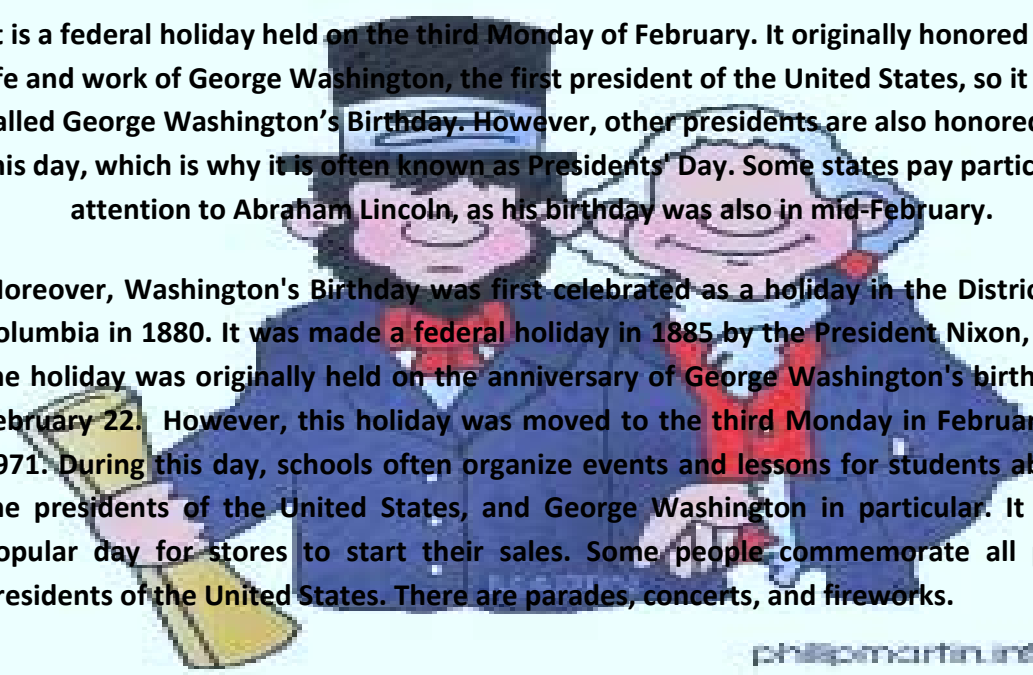 t is a federal holiday held on the third Monday of February. It originally honored
fe and work of George Washington, the first president of the United States, so it
alled George Washington’s Birthday. However, other presidents are also honored
his day, which is why it is often known as Presidents' Day. Some states pay partic
attention to Abraham Lincoln, as his birthday was also in mid-February.
Moreover, Washington's Birthday was first celebrated as a holiday in the Distric
olumbia in 1880. It was made a federal holiday in 1885 by the President Nixon,
he holiday was originally held on the anniversary of George Washington's birth
ebruary 22. However, this holiday was moved to the third Monday in Februar
971. During this day, schools often organize events and lessons for students ab
he presidents of the United States, and George Washington in particular. It
opular day for stores to start their sales. Some people commemorate all
residents of the United States. There are parades, concerts, and fireworks.
phillipmartin.inf